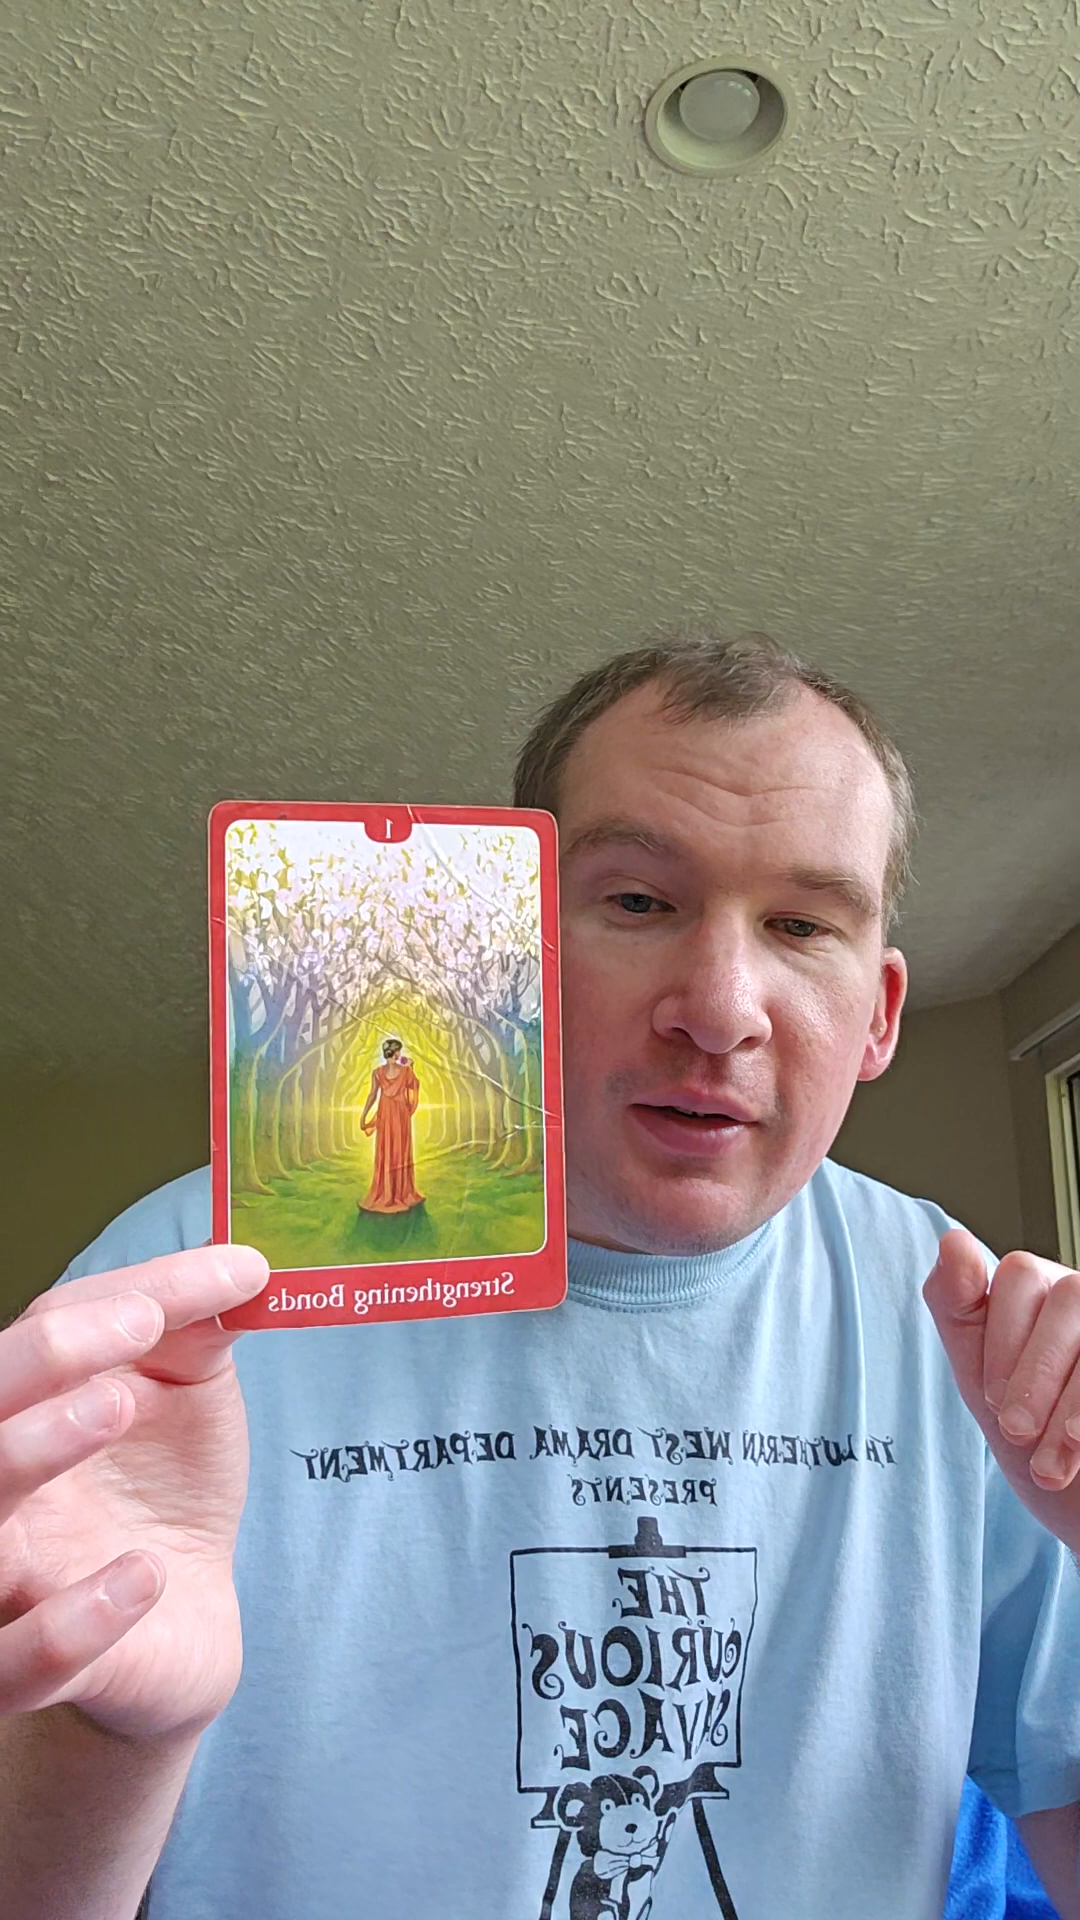 1
Strengthening Bonds
LUTHERAN WEST DRAMA DEPARTMENT
PRESENTS
THE
CURIOUS
SAVAGE